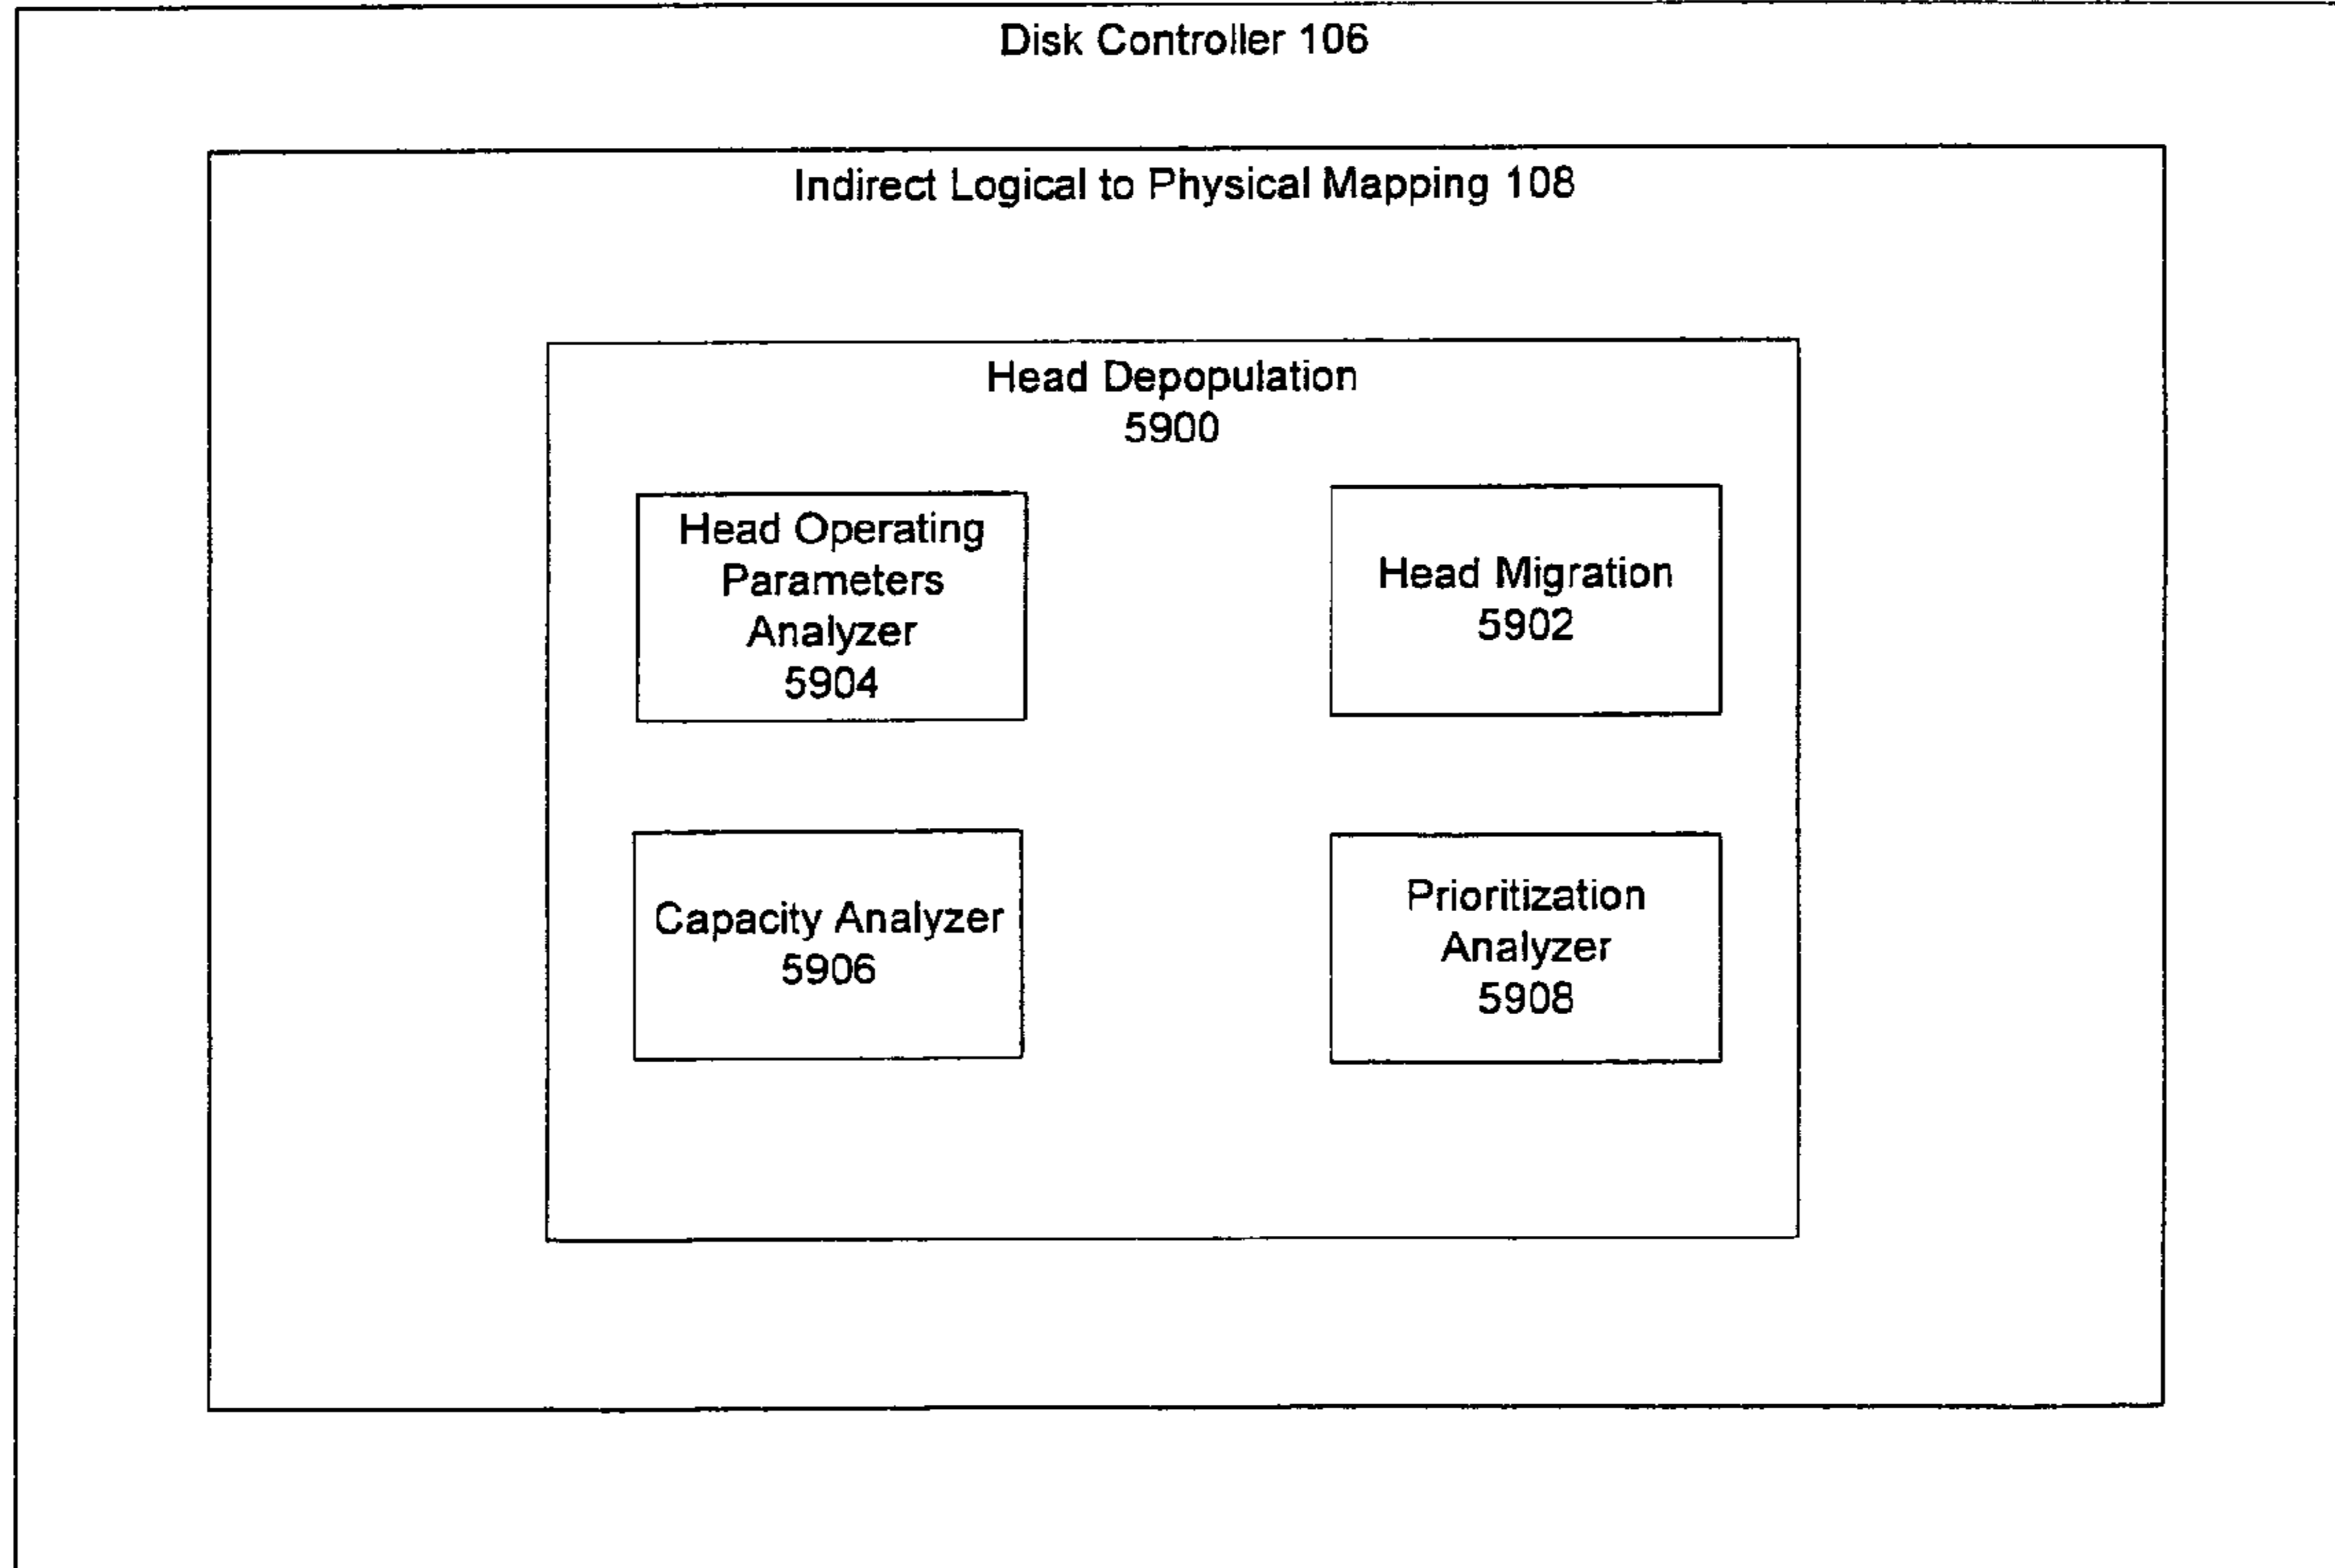 Disk Controller 106
Indirect Logical to Physical Mapping 108
Head Depopulation
5900
Head Operating
Parameters
Analyzer
5904
Head Migration
5902
Capacity Analyzer
5906
Prioritization
Analyzer
5908